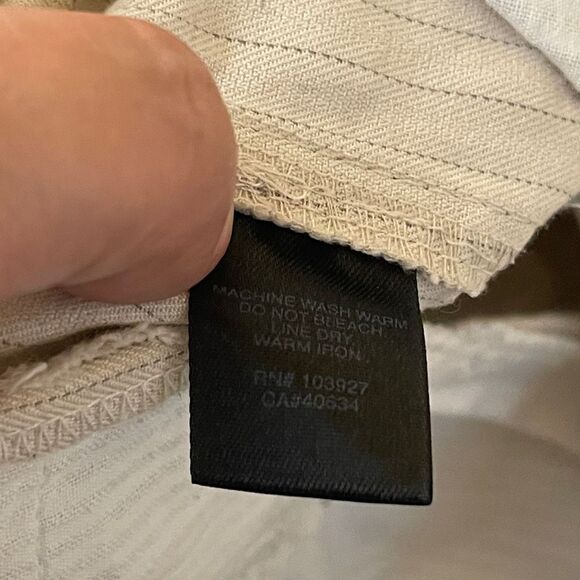 MACHINE WASH WARM
DO NOT BLEACH
LINE DRY
WARM IRON
RN# 103927
CA#40634